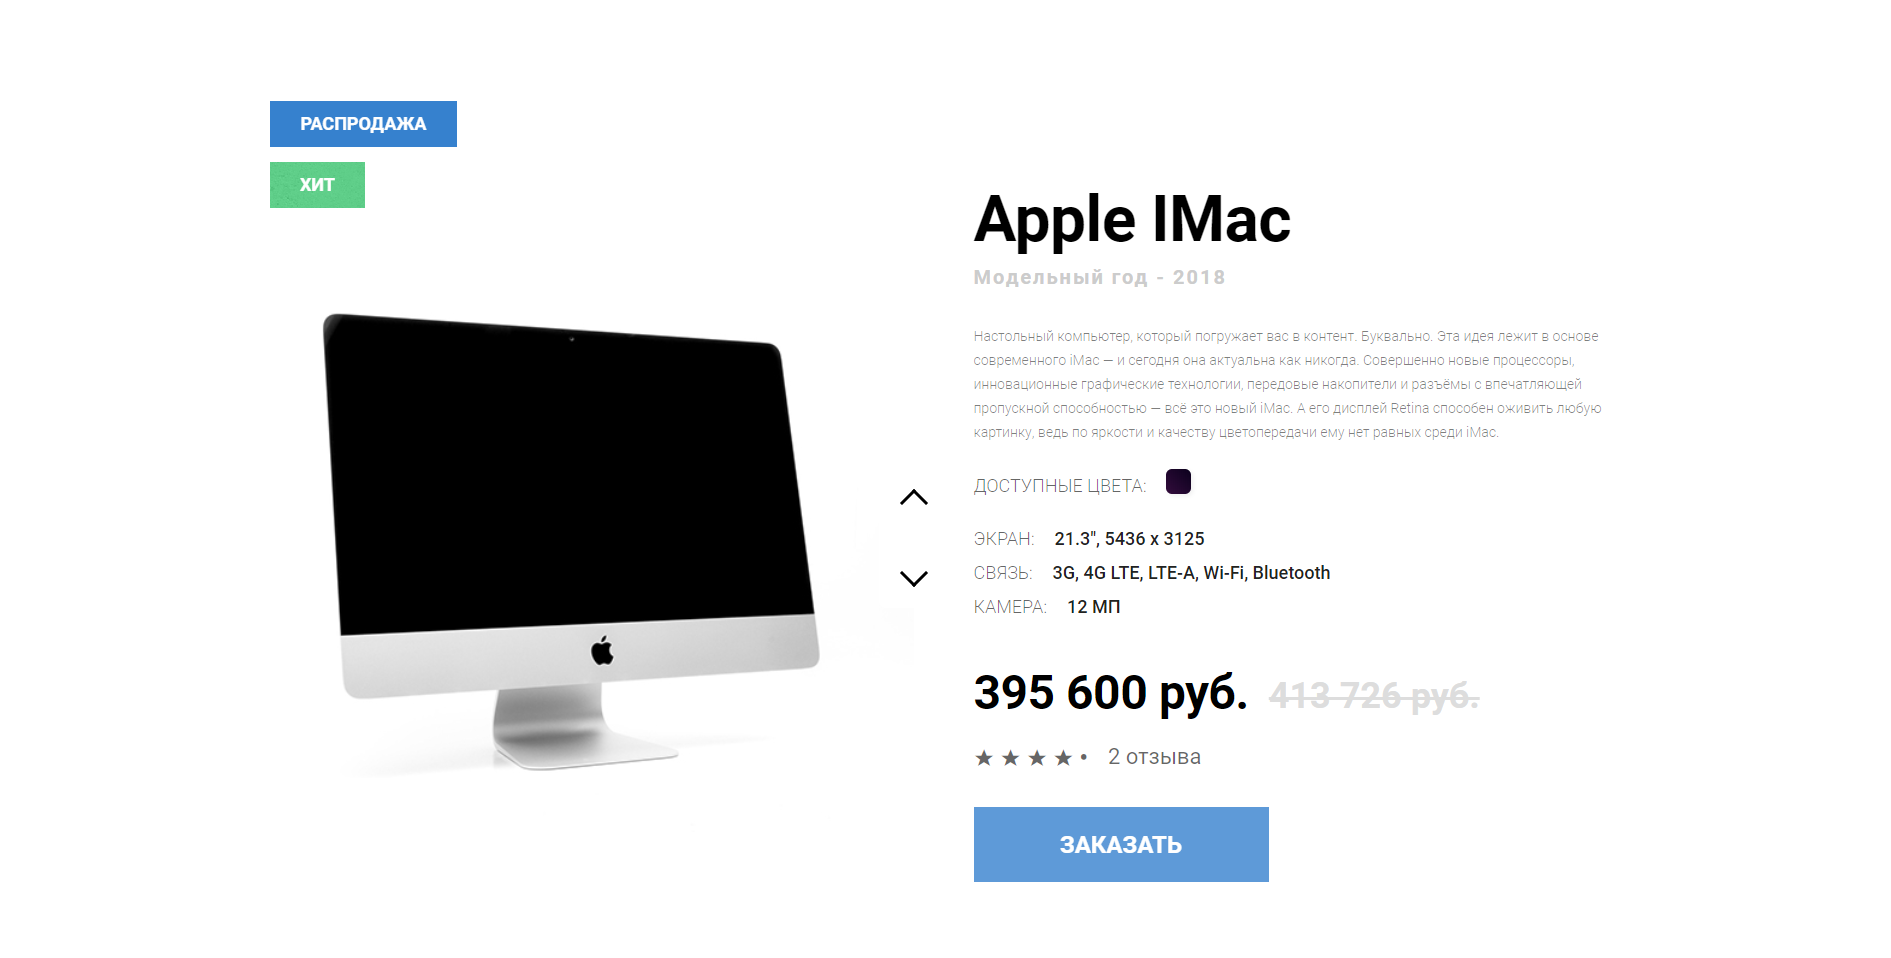 РАСПРОДАЖА
ХИТ
Apple IMac
Модельный год - 2018
Настольный компьютер, который погружает вас в контент. Буквально. Эта идея лежит в основе
современного iMac — и сегодня она актуальна как никогда. Совершенно новые процессоры,
инновационные графические технологии, передовые накопители и разъёмы с впечатляющей
пропускной способностью — всё это новый iMac. А его дисплей Retina способен оживить любую
картинку, ведь по яркости и качеству цветопередачи ему нет равных среди iMac.
ДОСТУПНЫЕ ЦВЕТА:
ЭКРАН: 21.3", 5436 x 3125
СВЯЗЬ: 3G, 4G LTE, LTE-A, Wi-Fi, Bluetooth
КАМЕРА: 12 МП
395 600 руб. 413 726 руб.
2 отзыва
ЗАКАЗАТЬ